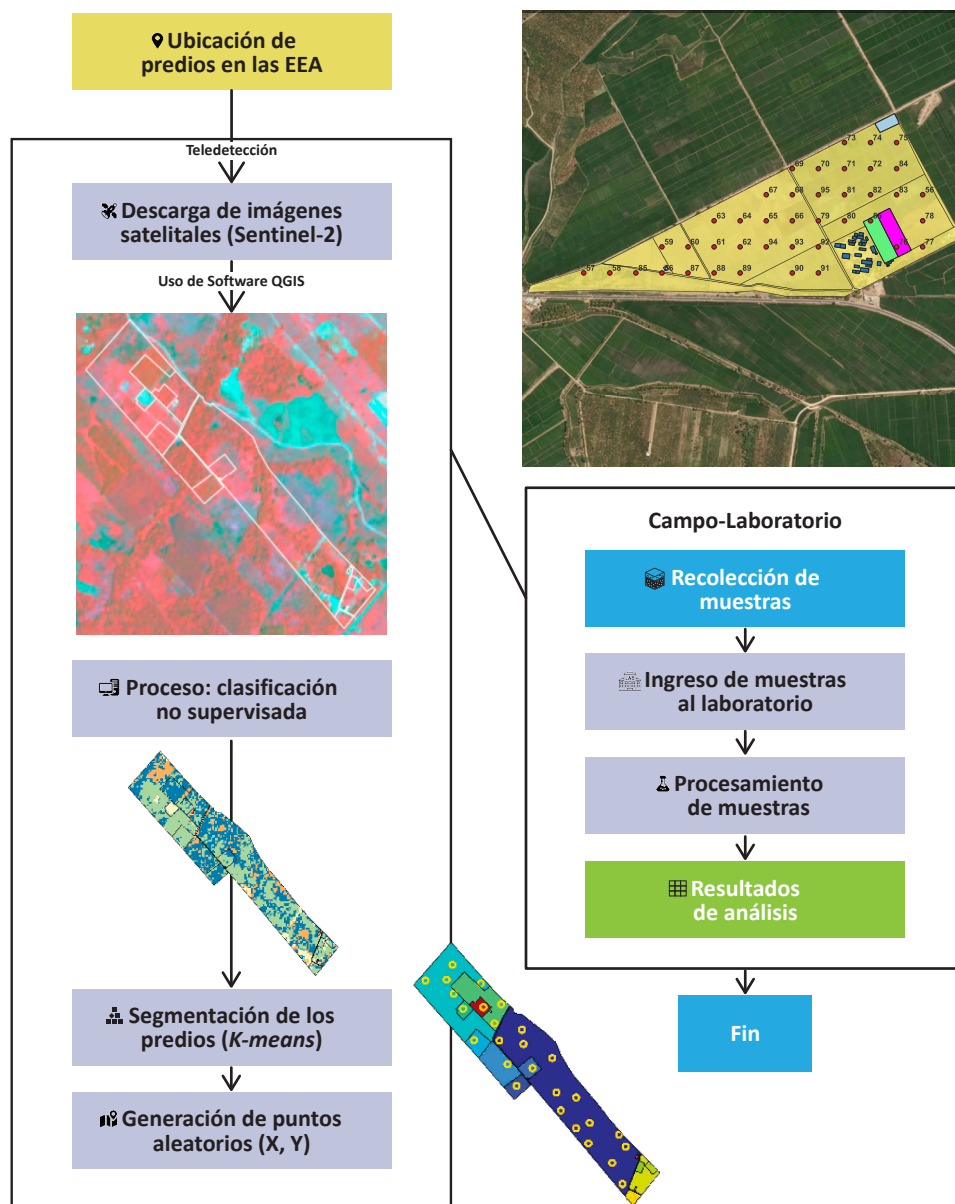 Ubicación de
predios en las EEA
Teledetección
Descarga de imágenes
satelitales (Sentinel-2)
Uso de Software QGIS
Proceso: clasificación
no supervisada
Segmentación de los
predios (K-means)
Generación de puntos
aleatorios (X, Y)
73 74 75
69 70 71 72 84
67 68 95 81 82 83 56
63 64 65 66 79 80 78
59 60 61 62 94 93 92 76 77
57 58 85 86 87 88 89 90 91
Campo-Laboratorio
Recolección de
muestras
Ingreso de muestras
al laboratorio
Procesamiento
de muestras
Resultados
de análisis
Fin